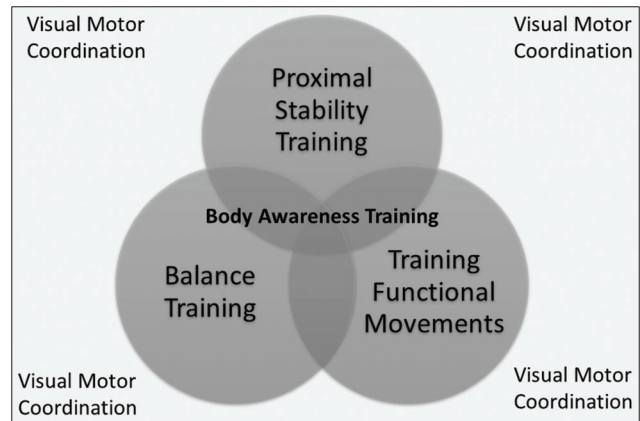 Visual Motor
Coordination
Visual Motor
Coordination
Proximal
Stability
Training
Body Awareness Training
Balance
Training
Training
Functional
Movements
Visual Motor
Coordination
Visual Motor
Coordination